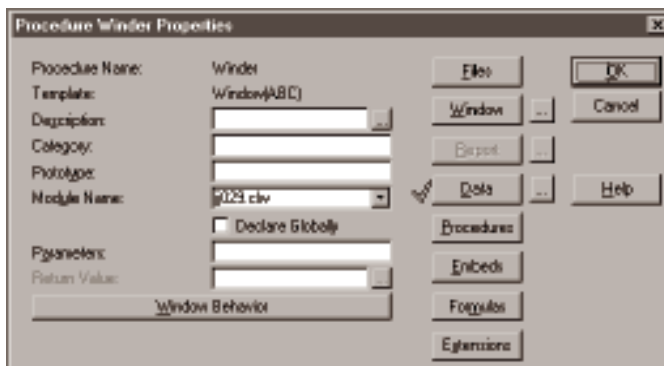 Procedure Winder Properties
Procedure Name: Winder
Template: Window(ABC)
Description: ...
Category:
Prototype:
Module Name:
Declare Globally
Parameters:
Return Value: ...
Window Behavior
Files
Window ...
Report ...
Data ...
Procedures
Embeds
Formulas
Extensions
OK
Cancel
Help